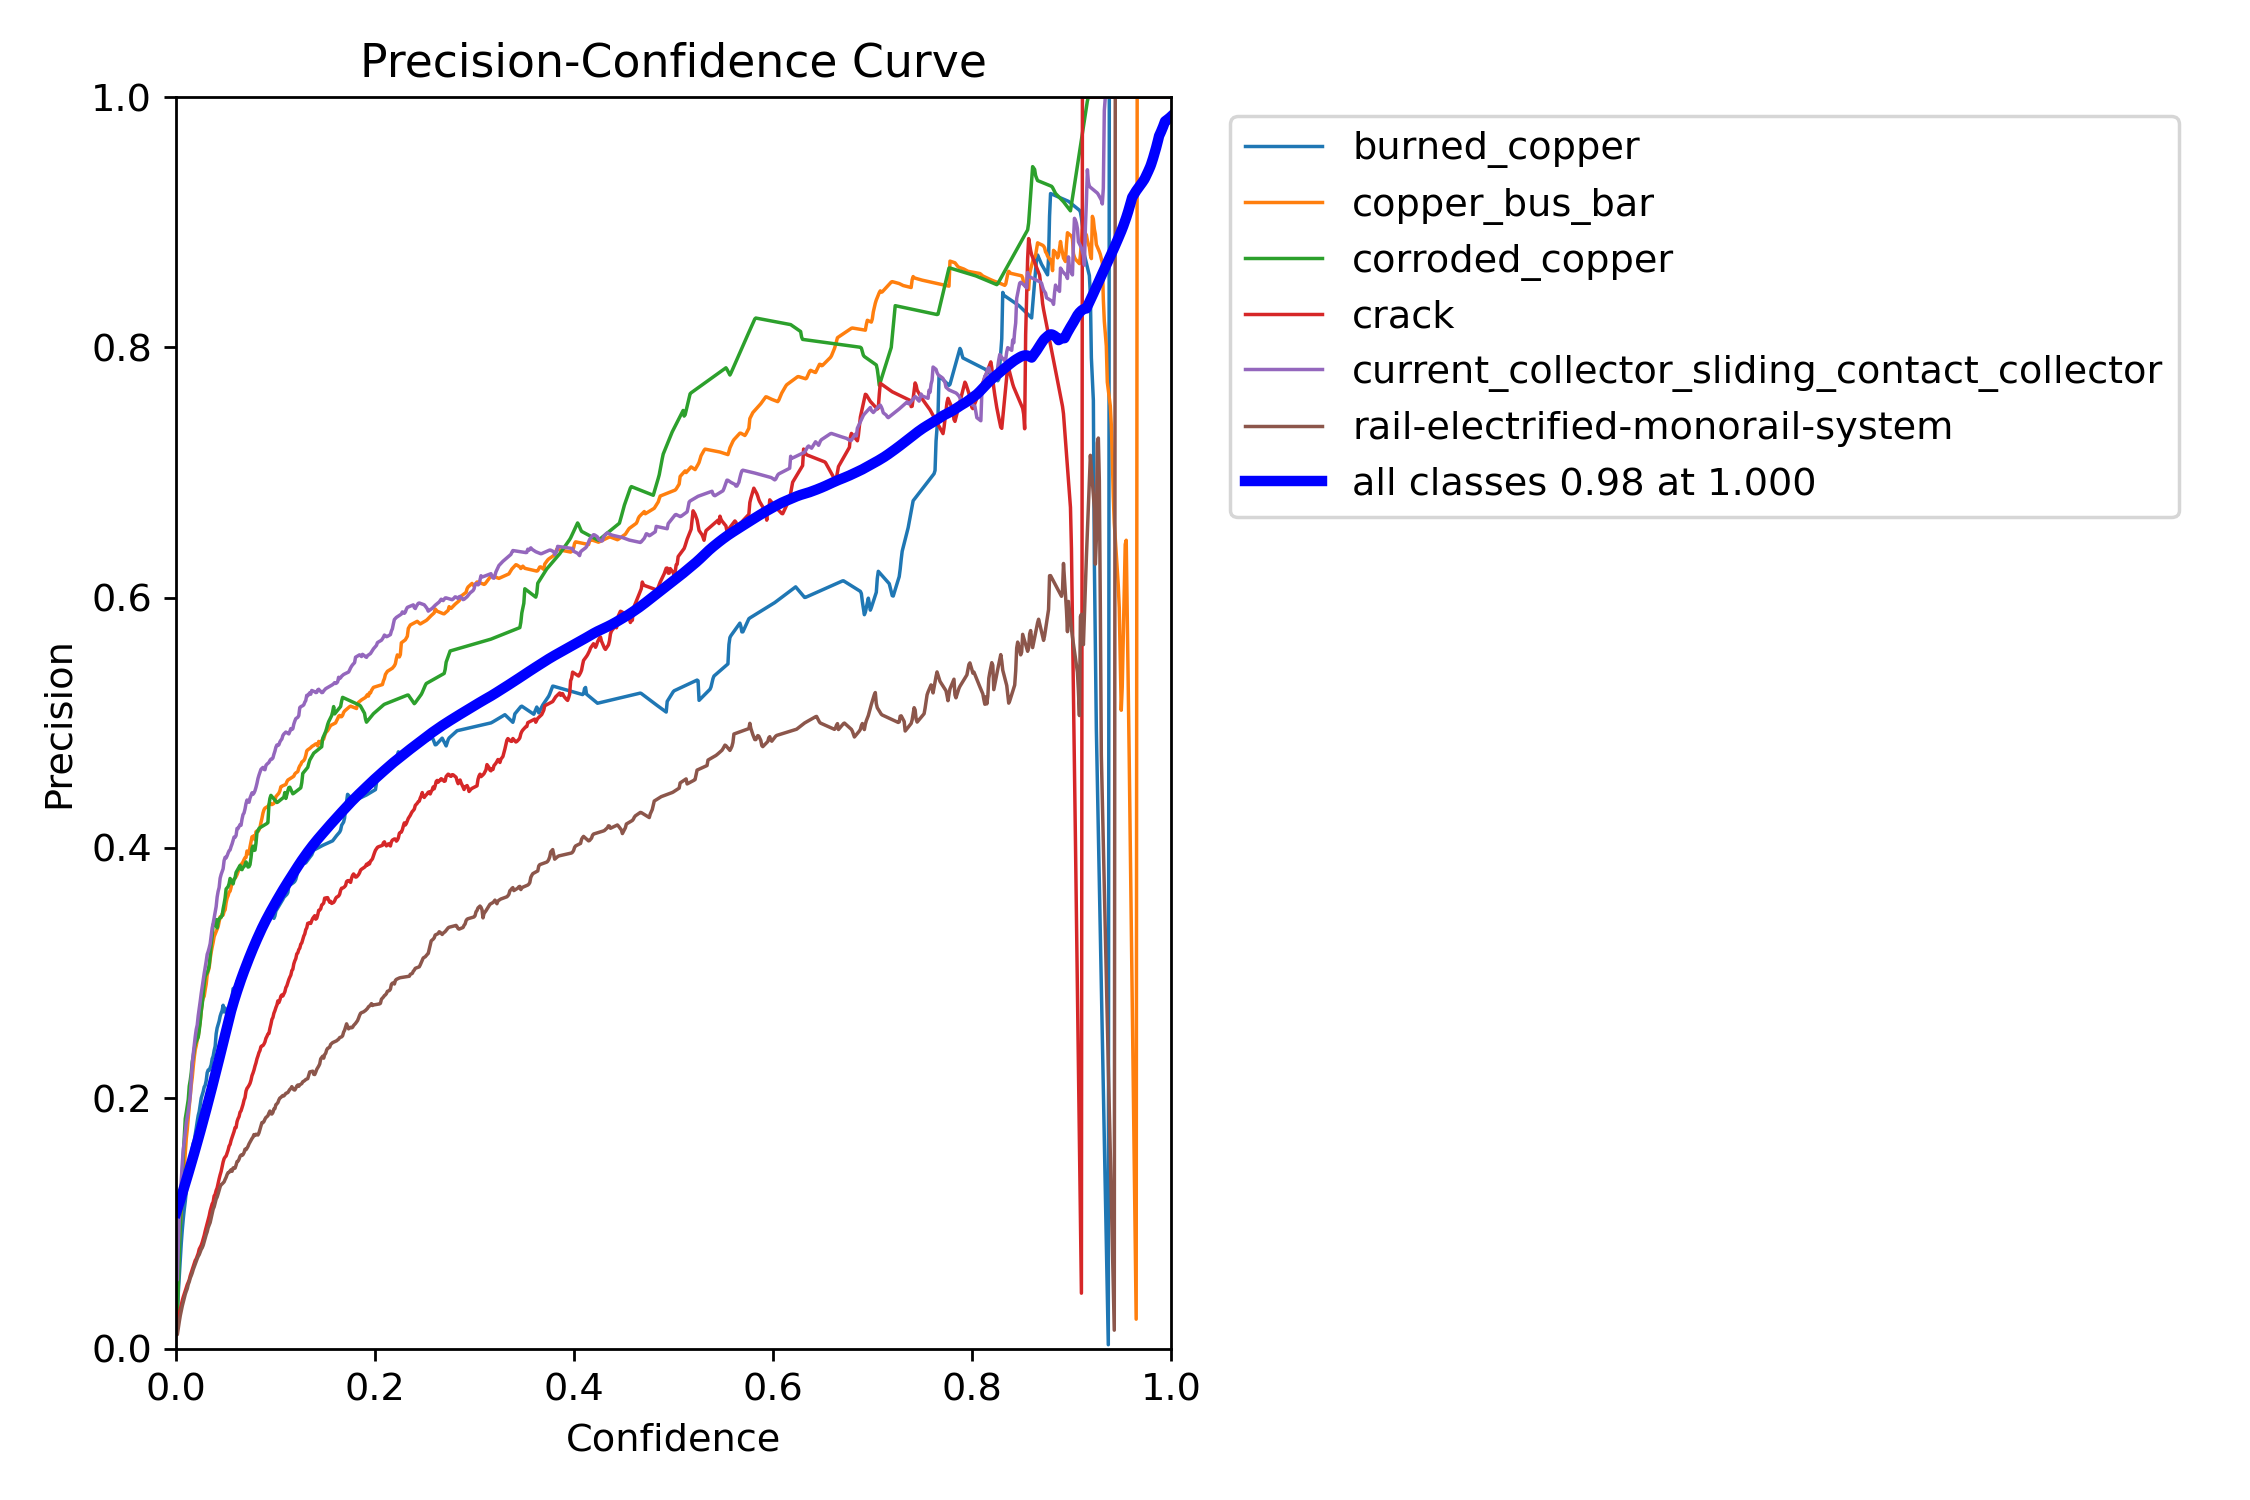 Precision-Confidence Curve
1.0
0.8
0.6
0.4
0.2
0.0
Precision
0.0 0.2 0.4 0.6 0.8 1.0
Confidence
burned_copper
copper_bus_bar
corroded_copper
crack
current_collector_sliding_contact_collector
rail-electrified-monorail-system
all classes 0.98 at 1.000